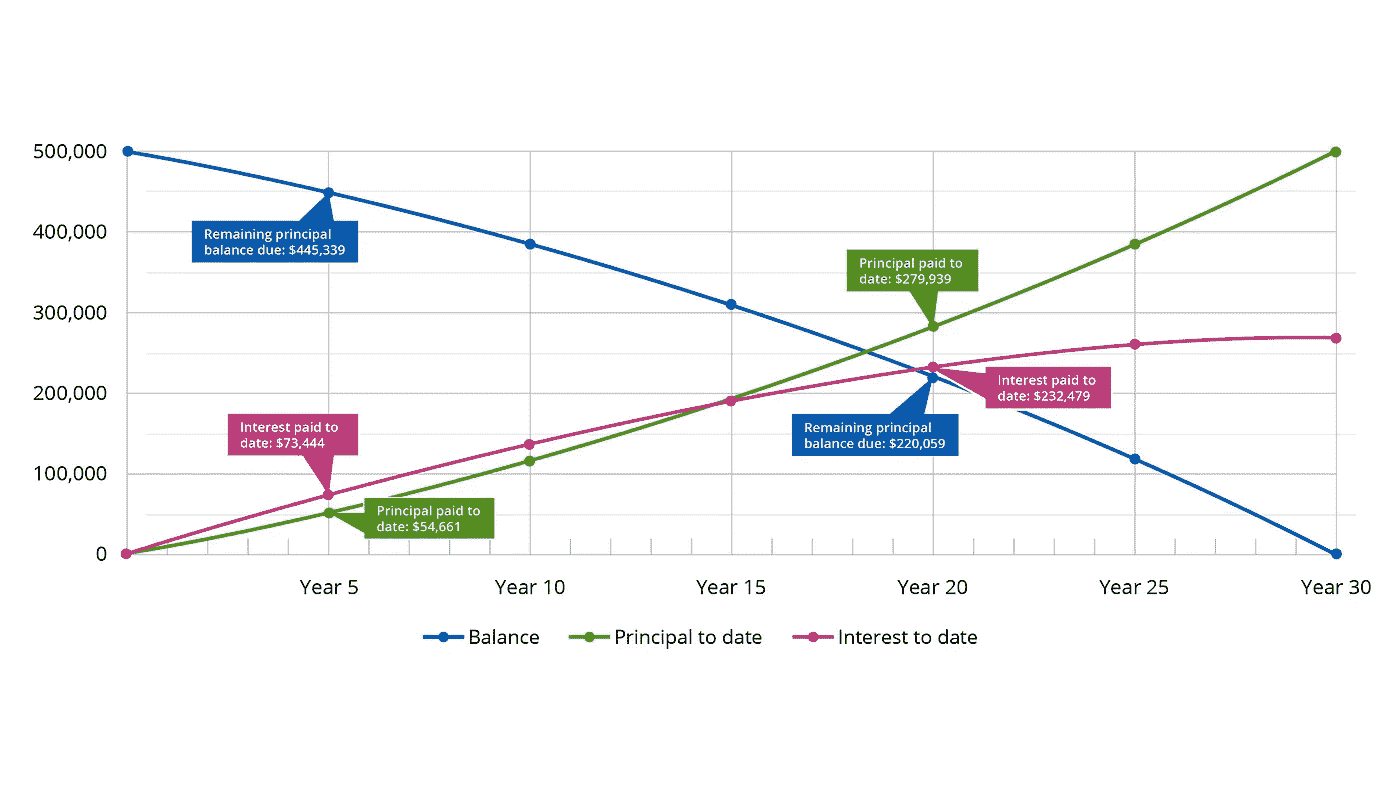 500,000
400,000
300,000
200,000
100,000
0
Remaining principal
balance due: $445,339
Principal paid to
date: $279,939
Interest paid to
date: $232,479
Interest paid to
date: $73,444
Remaining principal
balance due: $220,059
Principal paid to
date: $54,661
Year 5 Year 10 Year 15 Year 20 Year 25 Year 30
Balance Principal to date Interest to date